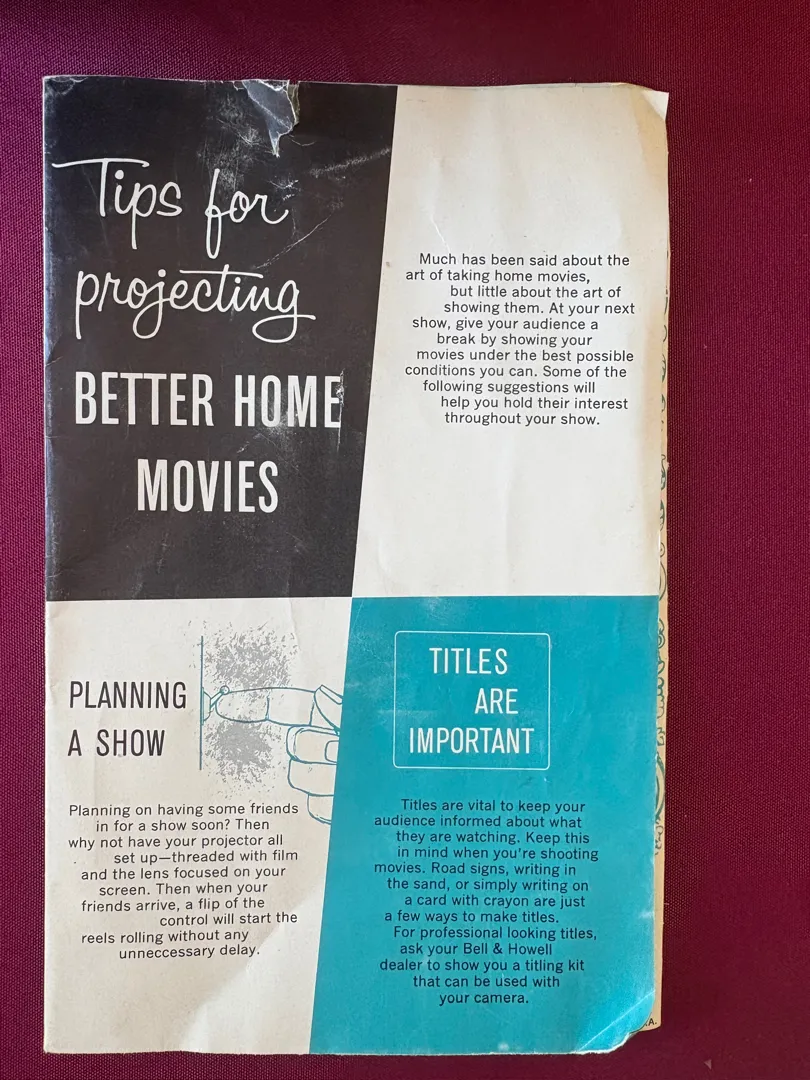 Tips for
projecting
BETTER HOME
MOVIES
Much has been said about the
art of taking home movies,
but little about the art of
showing them. At your next
show, give your audience a
break by showing your
movies under the best possible
conditions you can. Some of the
following suggestions will
help you hold their interest
throughout your show.
PLANNING
A SHOW
Planning on having some friends
in for a show soon? Then
why not have your projector all
set up—threaded with film
and the lens focused on your
screen. Then when your
friends arrive, a flip of the
control will start the
reels rolling without any
unneccessary delay.
TITLES
ARE
IMPORTANT
Titles are vital to keep your
audience informed about what
they are watching. Keep this
in mind when you're shooting
movies. Road signs, writing in
the sand, or simply writing on
a card with crayon are just
a few ways to make titles.
For professional looking titles,
ask your Bell & Howell
dealer to show you a titling kit
that can be used with
your camera.